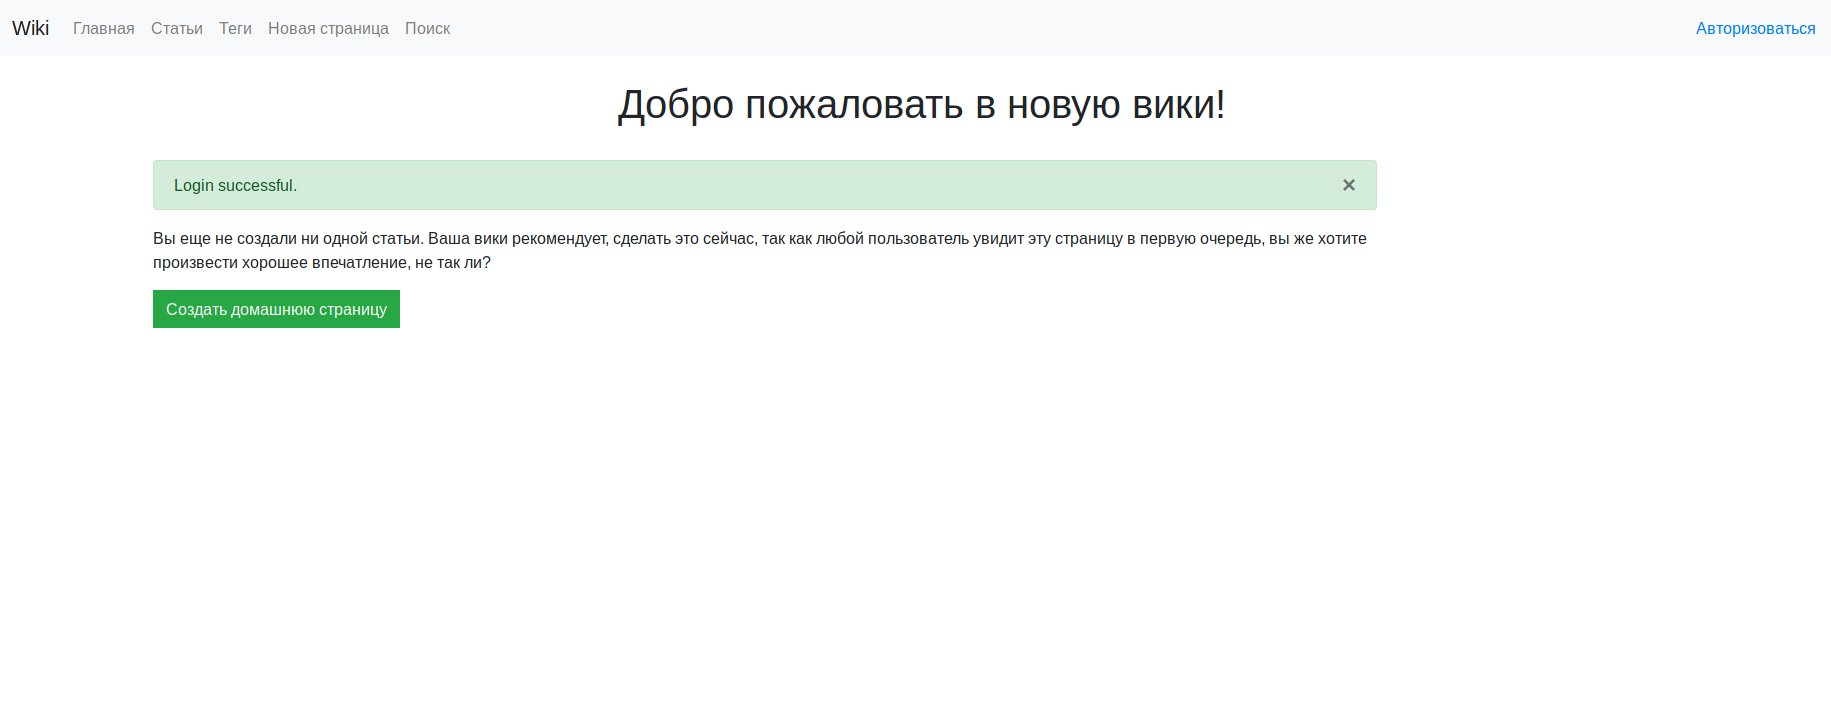 Wiki Главная Статьи Теги Новая страница Поиск Авторизоваться
Добро пожаловать в новую вики!
Login successful. ×
Вы еще не создали ни одной статьи. Ваша вики рекомендует, сделать это сейчас, так как любой пользователь увидит эту страницу в первую очередь, вы же хотите
произвести хорошее впечатление, не так ли?
Создать домашнюю страницу